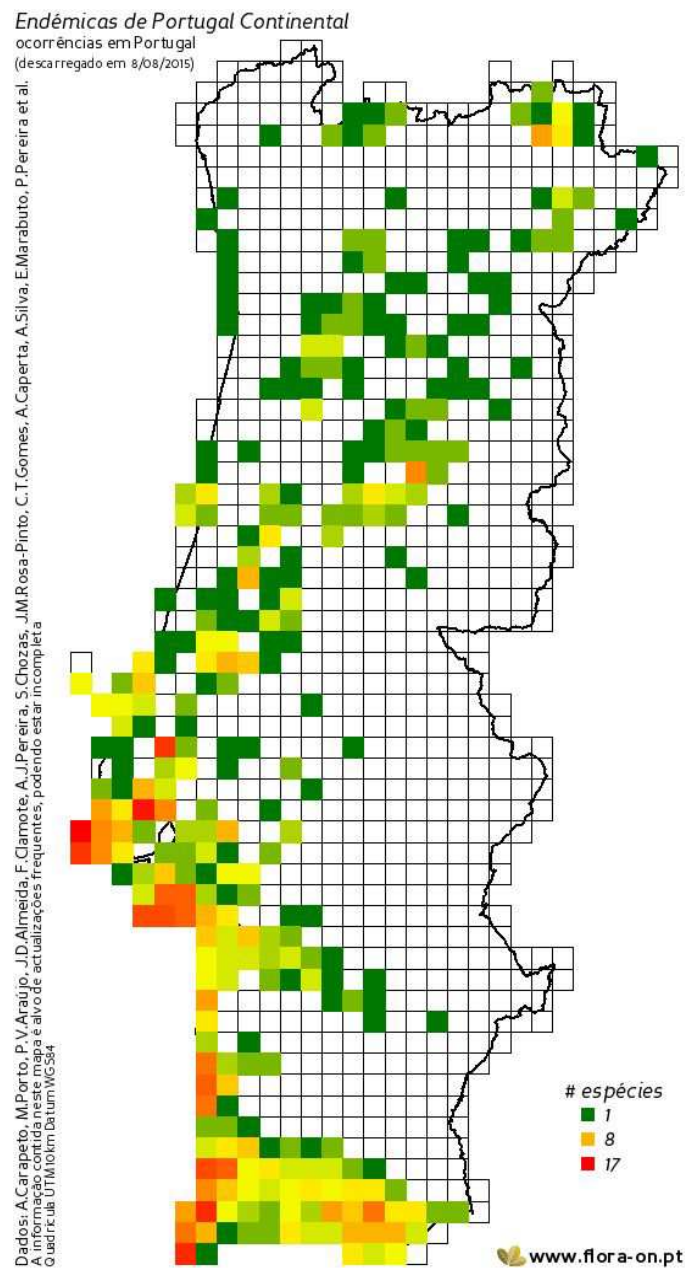 Endémicas de Portugal Continental
ocorrências em Portugal
(descarregado em 8/08/2015)
Dados: A.Carapeto, M.Porto, P.V.Araújo, J.D.Almeida, F.Clamote, A.J.Pereira, S.Chozas, J.M.Rosa-Pinto, C.T.Gomes, A.Caperta, A.Silva, E.Marabuto, P.Pereira et al.
A informação contida neste mapa é alvo de actualizações frequentes, podendo estar incompleta
Quadrícula UTM 10km Datum WGS84
# espécies
1
8
17
www.flora-on.pt